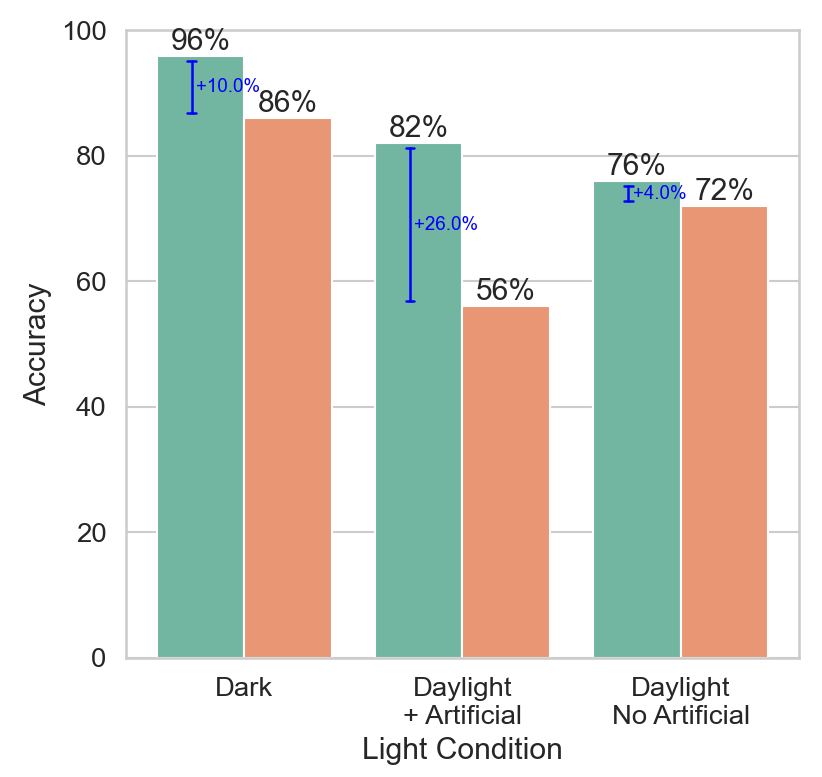 100
96%
+10.0%
86%
82%
80
76%
+4.0%
72%
+26.0%
60
56%
Accuracy
40
20
0
Dark
Daylight
+ Artificial
Daylight
No Artificial
Light Condition